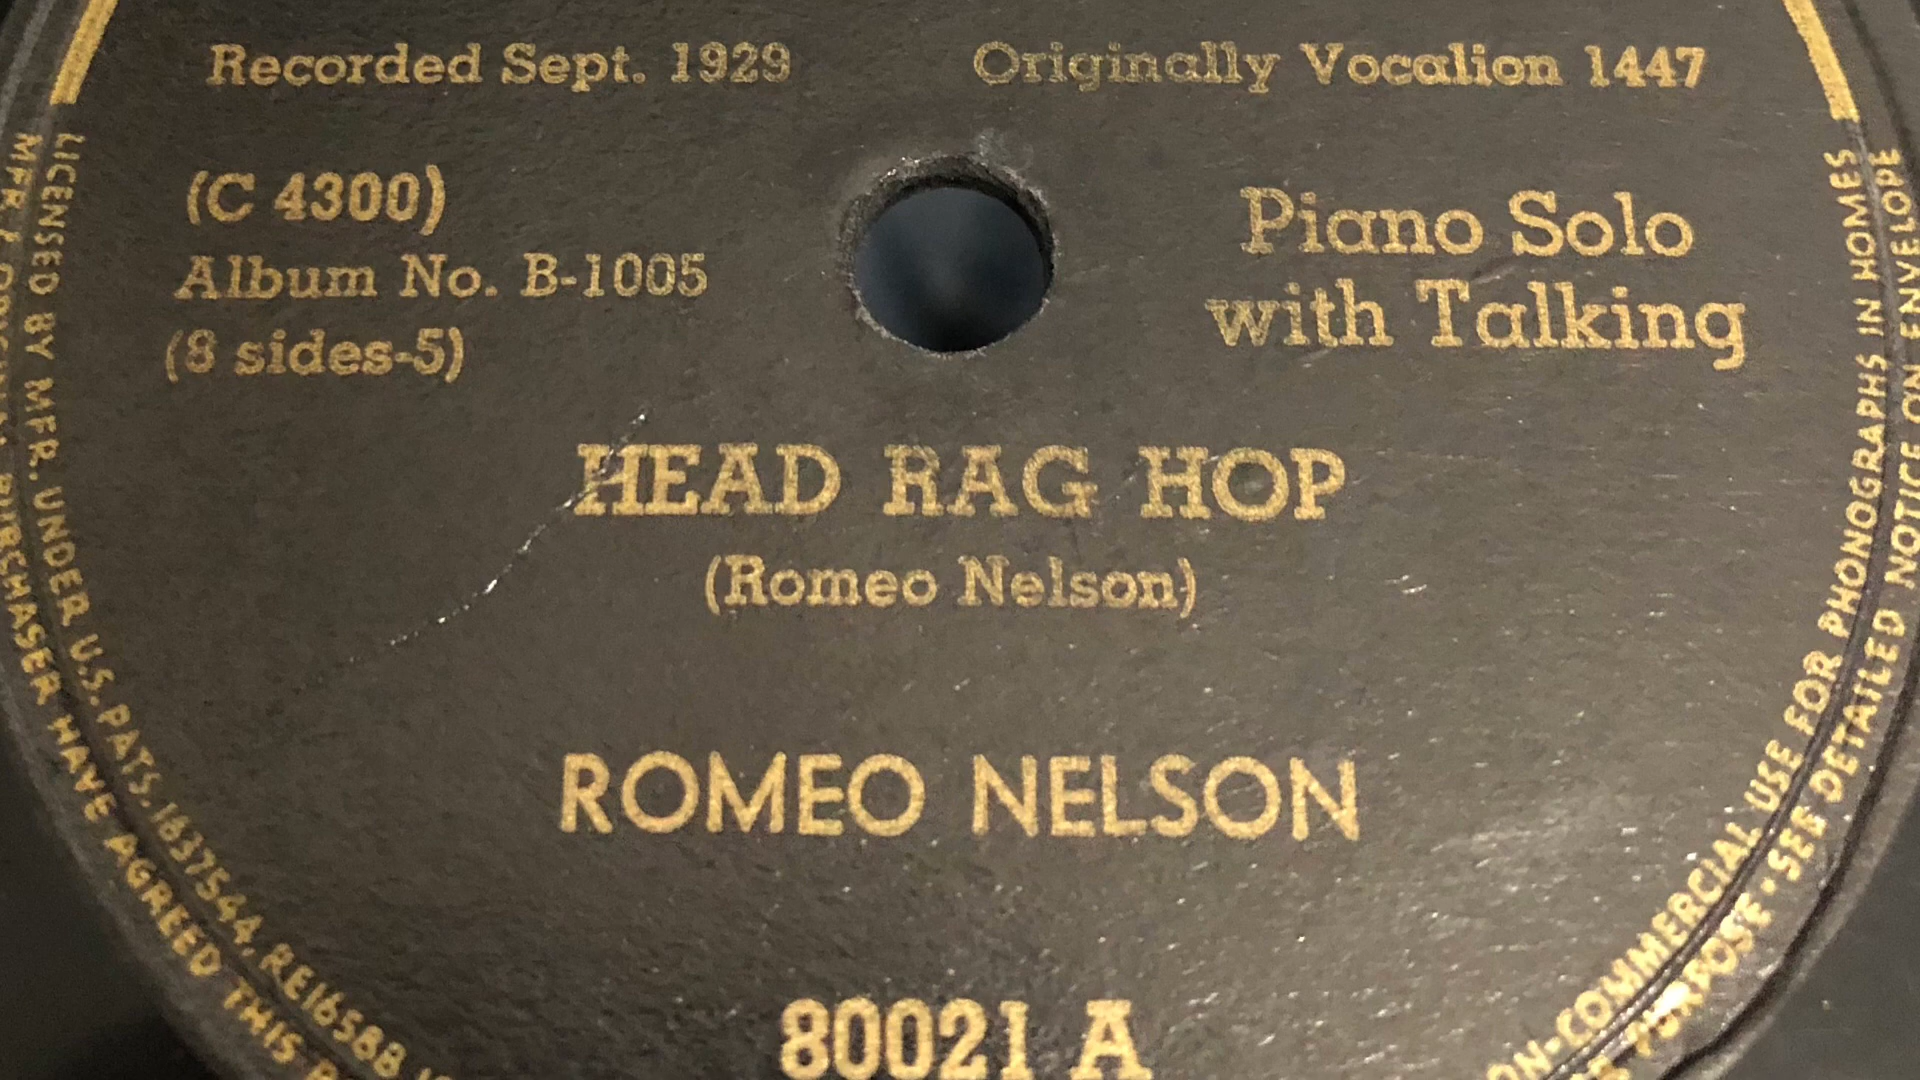 Recorded Sept. 1929
Originally Vocalion 1447
(C 4300)
Album No. B-1005
(8 sides-5)
Piano Solo
with Talking
HEAD RAG HOP
(Romeo Nelson)
ROMEO NELSON
80021 A
LICENSED BY MFR. UNDER U.S. PATS. 1637544, RE16588
PURCHASER HAVE AGREED THIS
NON-COMMERCIAL USE FOR PHONOGRAPHS IN HOMES
PURPOSE · SEE DETAILED NOTICE ON ENVELOPE